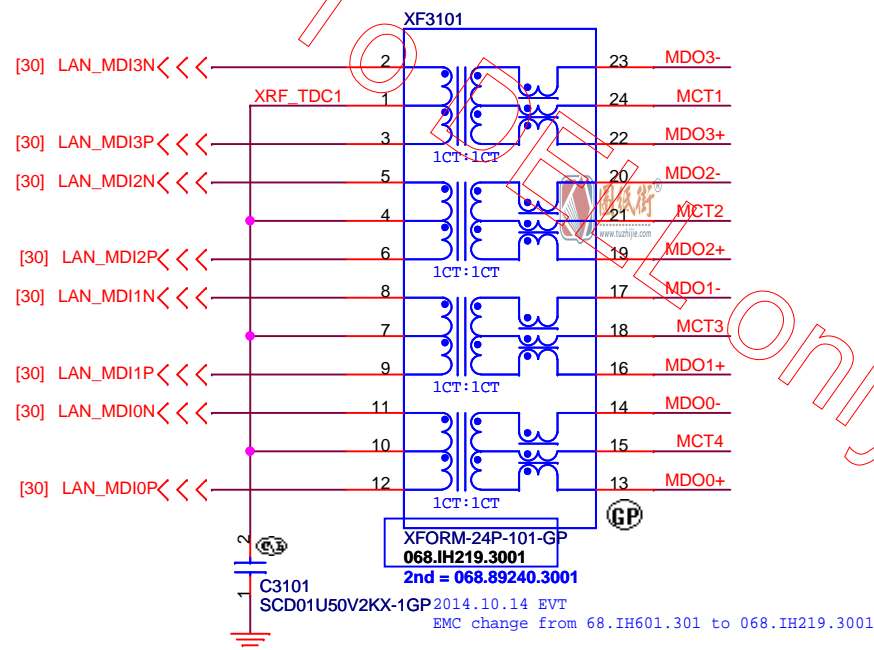 XF3101
[30] LAN_MDI3N 2 23 MDO3-
XRF_TDC1 1 24 MCT1
[30] LAN_MDI3P 3 22 MDO3+
1CT:1CT
[30] LAN_MDI2N 5 20 MDO2-
4 21 MCT2
图纸街®
www.tuzhijie.com
[30] LAN_MDI2P 6 19 MDO2+
1CT:1CT
[30] LAN_MDI1N 8 17 MDO1-
7 18 MCT3
[30] LAN_MDI1P 9 16 MDO1+
1CT:1CT
[30] LAN_MDI0N 11 14 MDO0-
10 15 MCT4
[30] LAN_MDI0P 12 13 MDO0+
1CT:1CT
GP
XFORM-24P-101-GP
068.IH219.3001
2nd = 068.89240.3001
2
1
C3101
SCD01U50V2KX-1GP
2014.10.14 EVT
EMC change from 68.IH601.301 to 068.IH219.3001
o DELL only